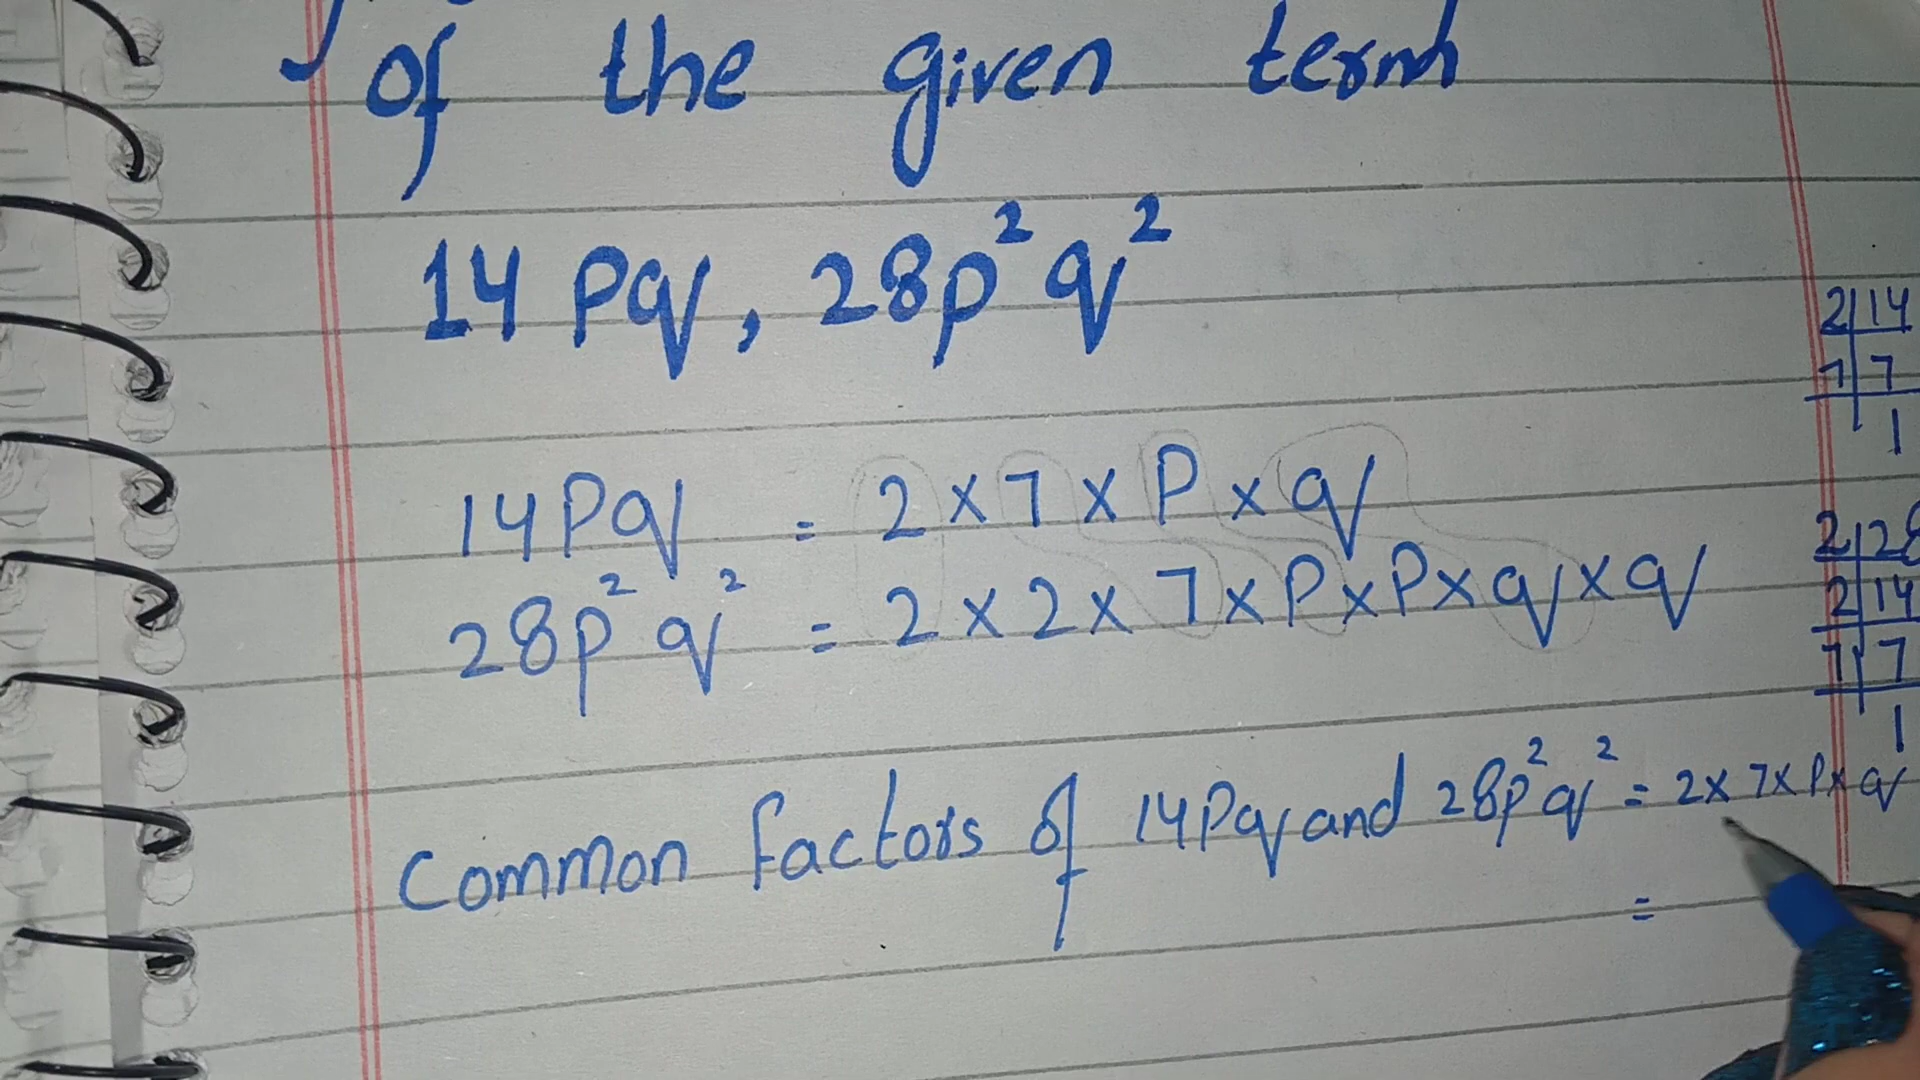 of the given term
14 pq, 28p²q²
14pq = 2 x 7 x p x q
28p²q² = 2 x 2 x 7 x p x p x q x q
Common factors of 14pq and 28p²q² = 2 x 7 x p x q
=
2|14
7|7
1
2|28
2|14
7|7
1